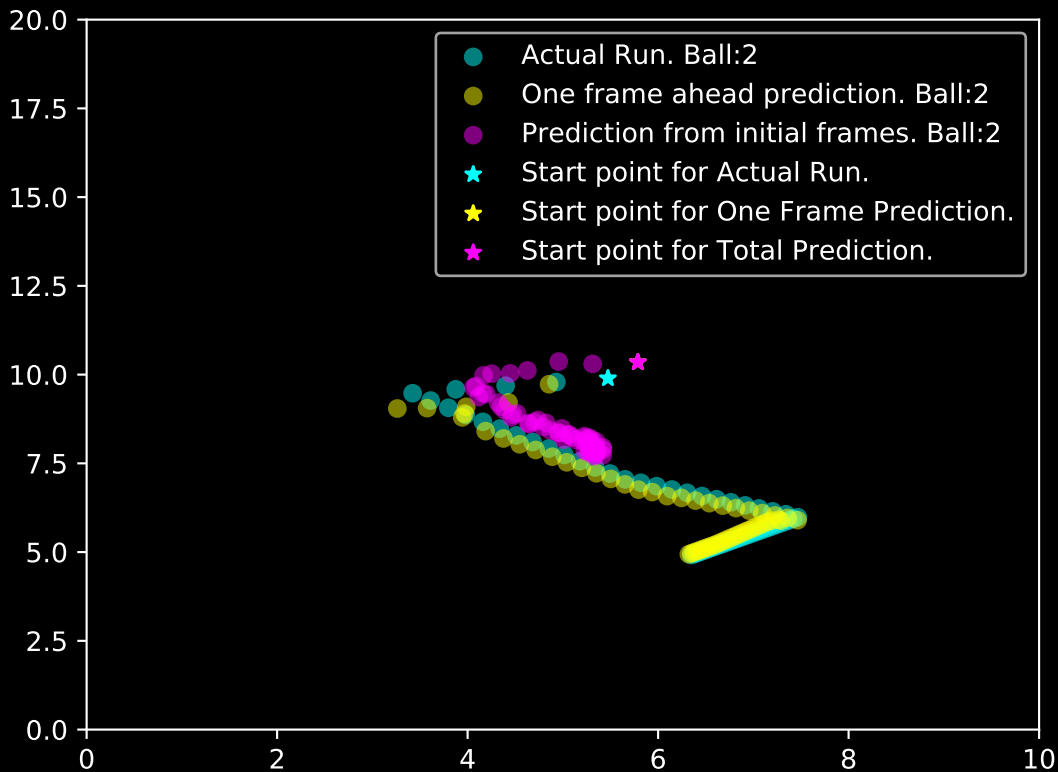 20.0
17.5
15.0
12.5
10.0
7.5
5.0
2.5
0.0
0 2 4 6 8 10
Actual Run. Ball:2
One frame ahead prediction. Ball:2
Prediction from initial frames. Ball:2
Start point for Actual Run.
Start point for One Frame Prediction.
Start point for Total Prediction.